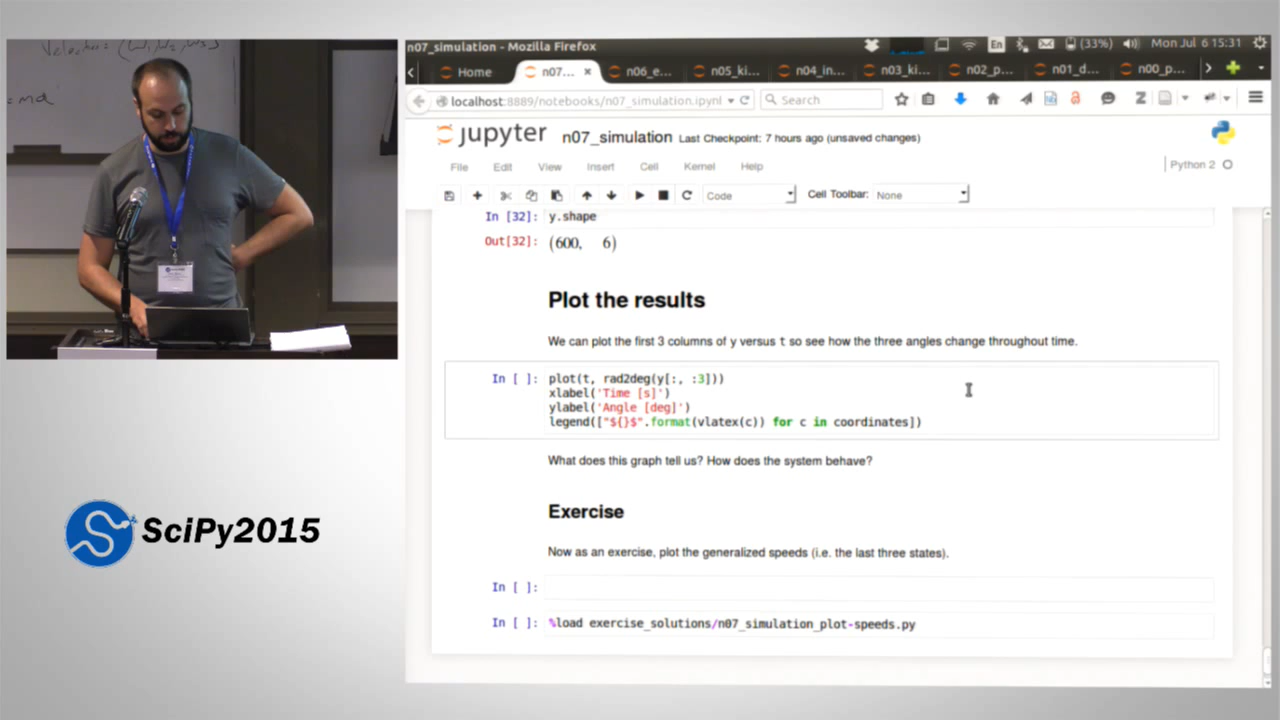 n07_simulation - Mozilla Firefox
En
(33%)
Mon Jul 6 15:31
Home
n07...
n06_e...
n05_ki...
n04_in...
n03_ki...
n02_p...
n01_d...
n00_p...
localhost:8889/notebooks/n07_simulation.ipynl
Search
jupyter n07_simulation Last Checkpoint: 7 hours ago (unsaved changes)
File Edit View Insert Cell Kernel Help
Python 2
Code
Cell Toolbar: None
In [32]: y.shape
Out[32]: (600, 6)
Plot the results
We can plot the first 3 columns of y versus t so see how the three angles change throughout time.
In [ ]: plot(t, rad2deg(y[:, :3]))
xlabel('Time [s]')
ylabel('Angle [deg]')
legend(["${}$".format(vlatex(c)) for c in coordinates])
What does this graph tell us? How does the system behave?
Exercise
Now as an exercise, plot the generalized speeds (i.e. the last three states).
In [ ]:
In [ ]: %load exercise_solutions/n07_simulation_plot-speeds.py
SciPy2015